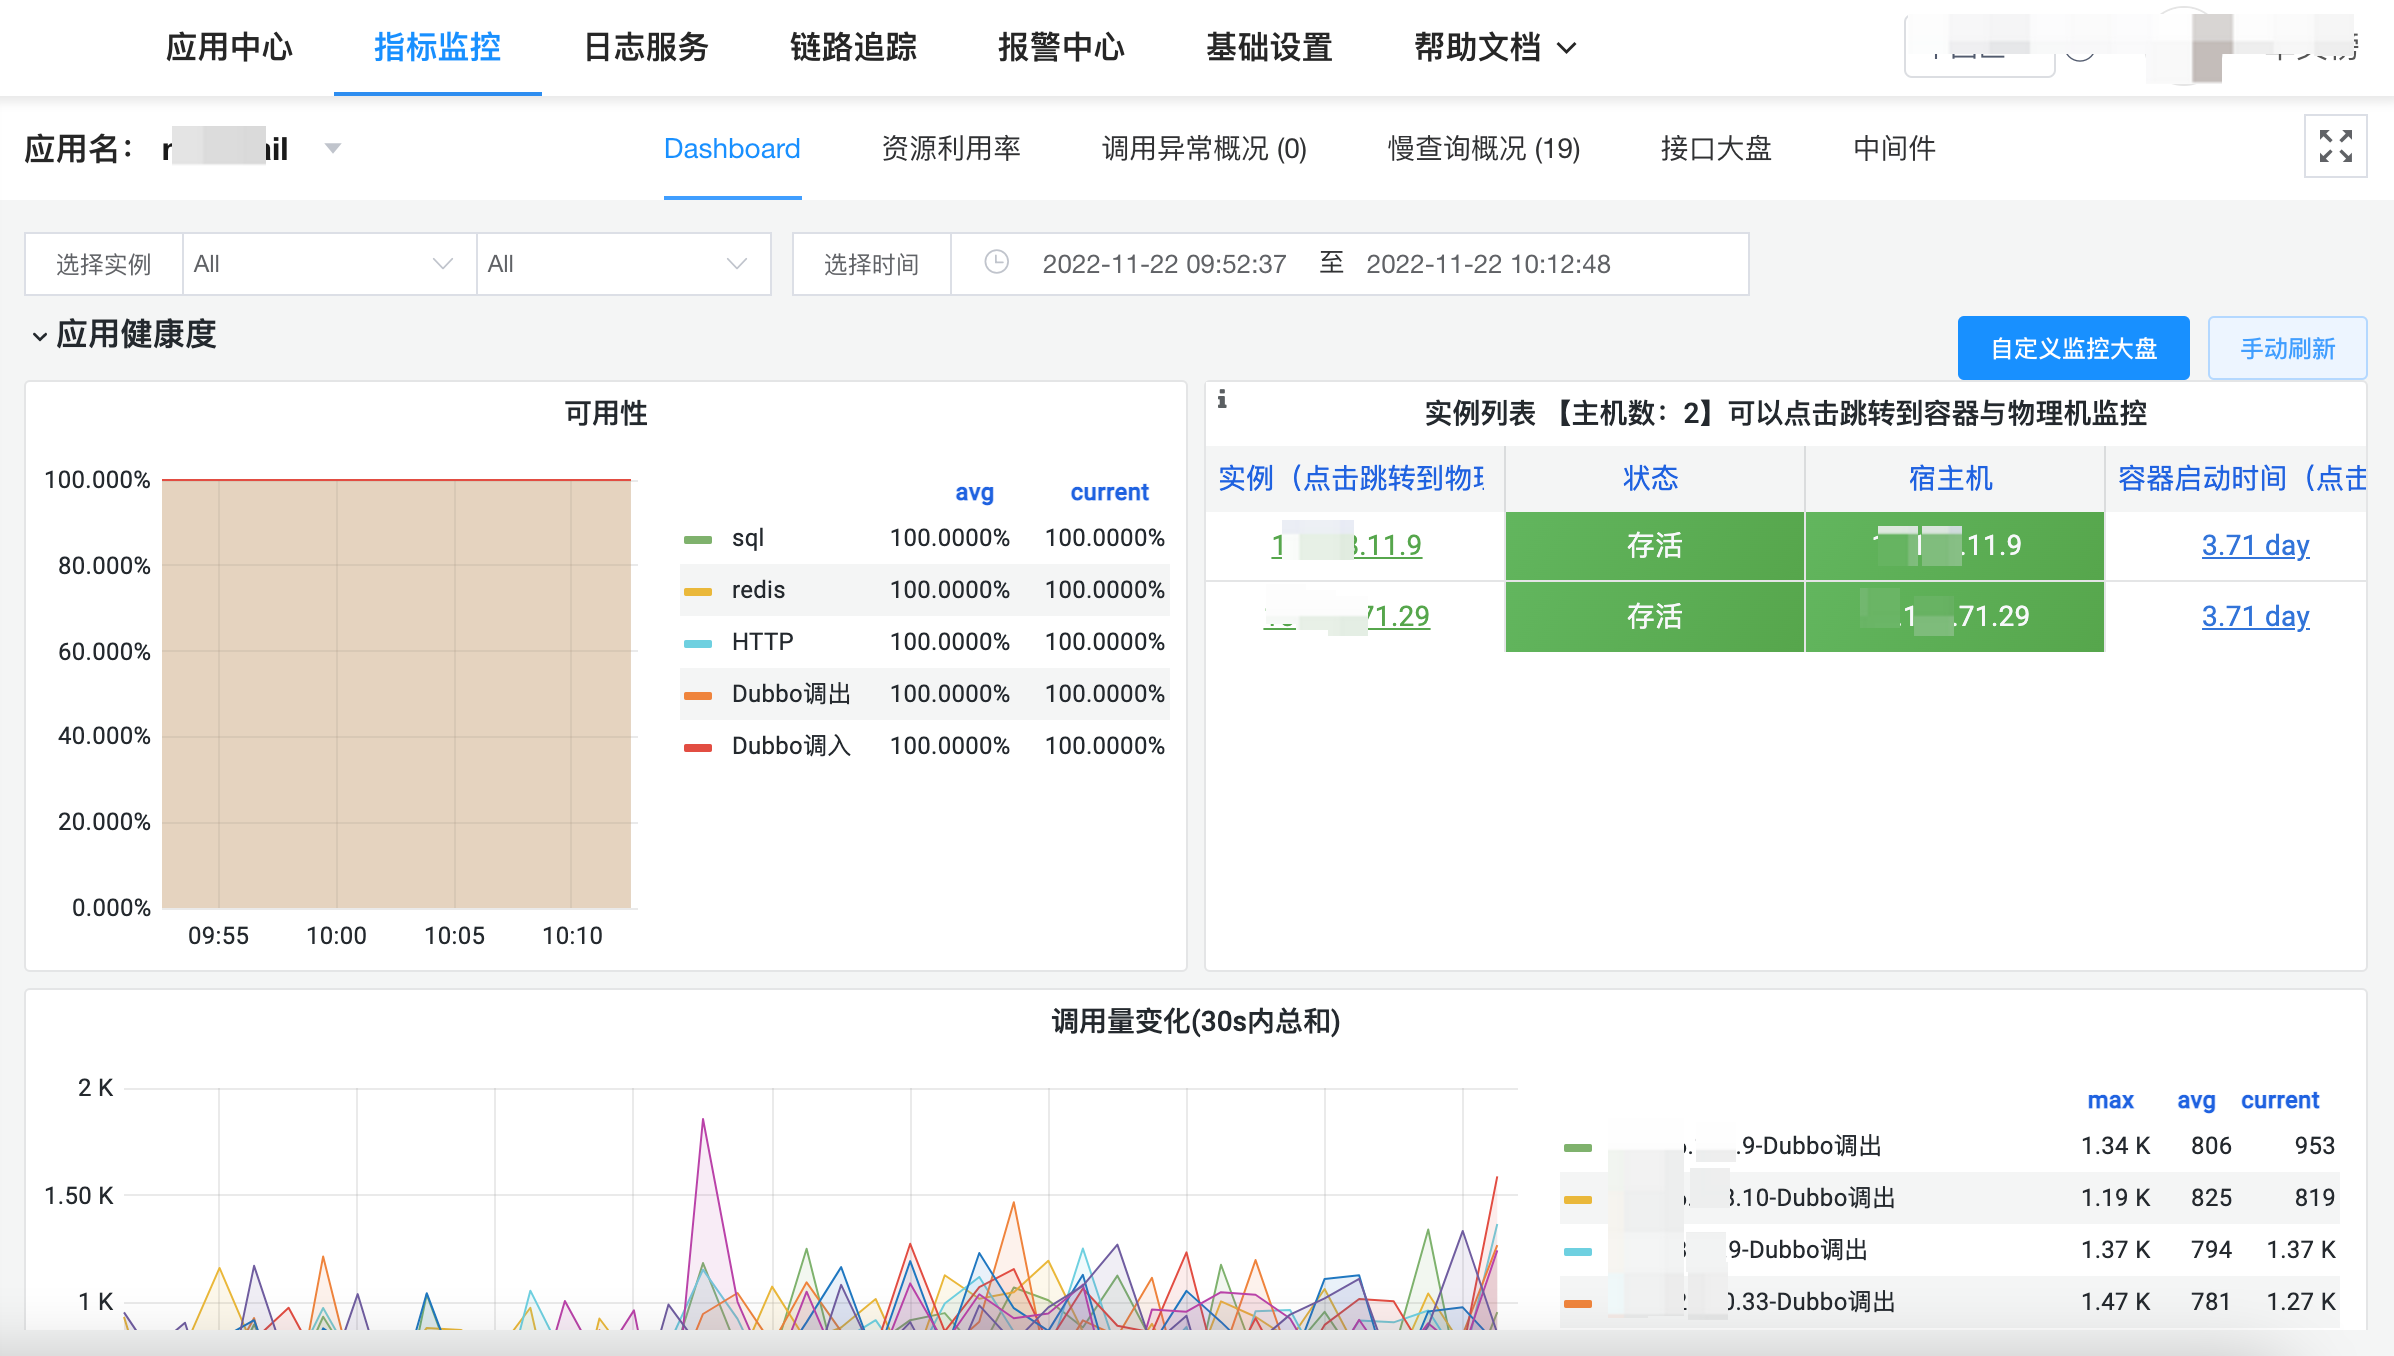 应用中心 指标监控 日志服务 链路追踪 报警中心 基础设置 帮助文档
应用名： Dashboard 资源利用率 调用异常概况 (0) 慢查询概况 (19) 接口大盘 中间件
选择实例 All All 选择时间 2022-11-22 09:52:37 至 2022-11-22 10:12:48
应用健康度
自定义监控大盘 手动刷新
可用性
100.000%
80.000%
60.000%
40.000%
20.000%
0.000%
09:55 10:00 10:05 10:10
avg current
sql 100.0000% 100.0000%
redis 100.0000% 100.0000%
HTTP 100.0000% 100.0000%
Dubbo调出 100.0000% 100.0000%
Dubbo调入 100.0000% 100.0000%
i
实例列表 【主机数：2】可以点击跳转到容器与物理机监控
实例（点击跳转到物 状态 宿主机 容器启动时间（点击
.11.9 存活 .11.9 3.71 day
71.29 存活 .71.29 3.71 day
调用量变化(30s内总和)
2 K
1.50 K
1 K
max avg current
.9-Dubbo调出 1.34 K 806 953
.10-Dubbo调出 1.19 K 825 819
9-Dubbo调出 1.37 K 794 1.37 K
.33-Dubbo调出 1.47 K 781 1.27 K